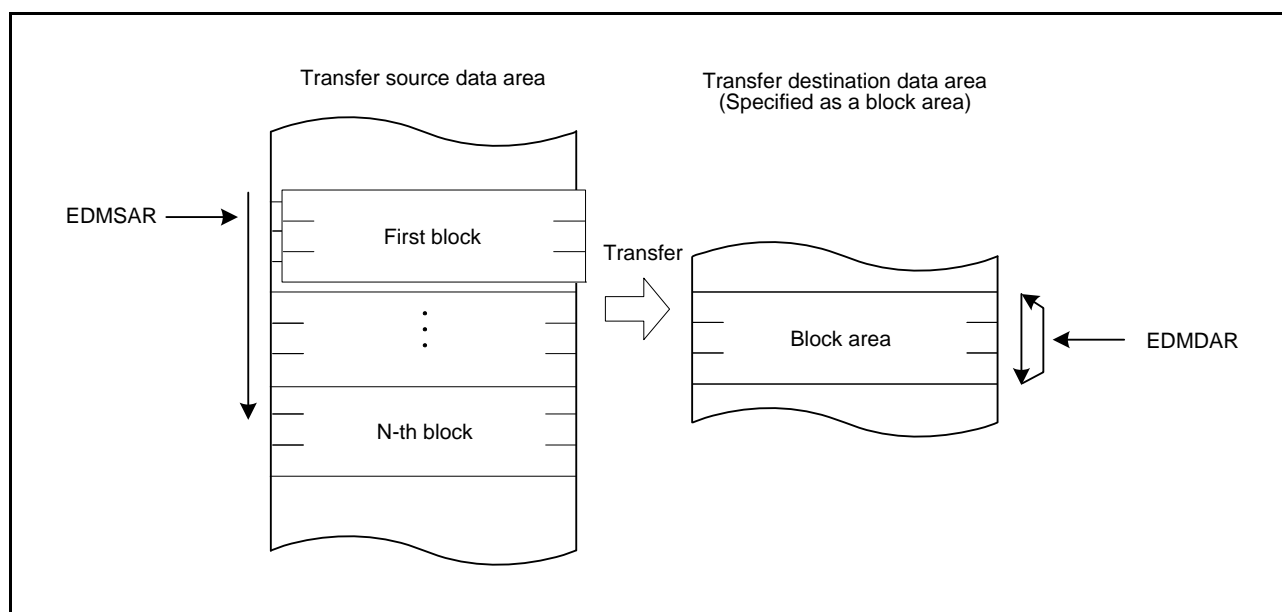 Transfer source data area
Transfer destination data area
(Specified as a block area)
EDMSAR
First block
Transfer
Block area
EDMDAR
N-th block